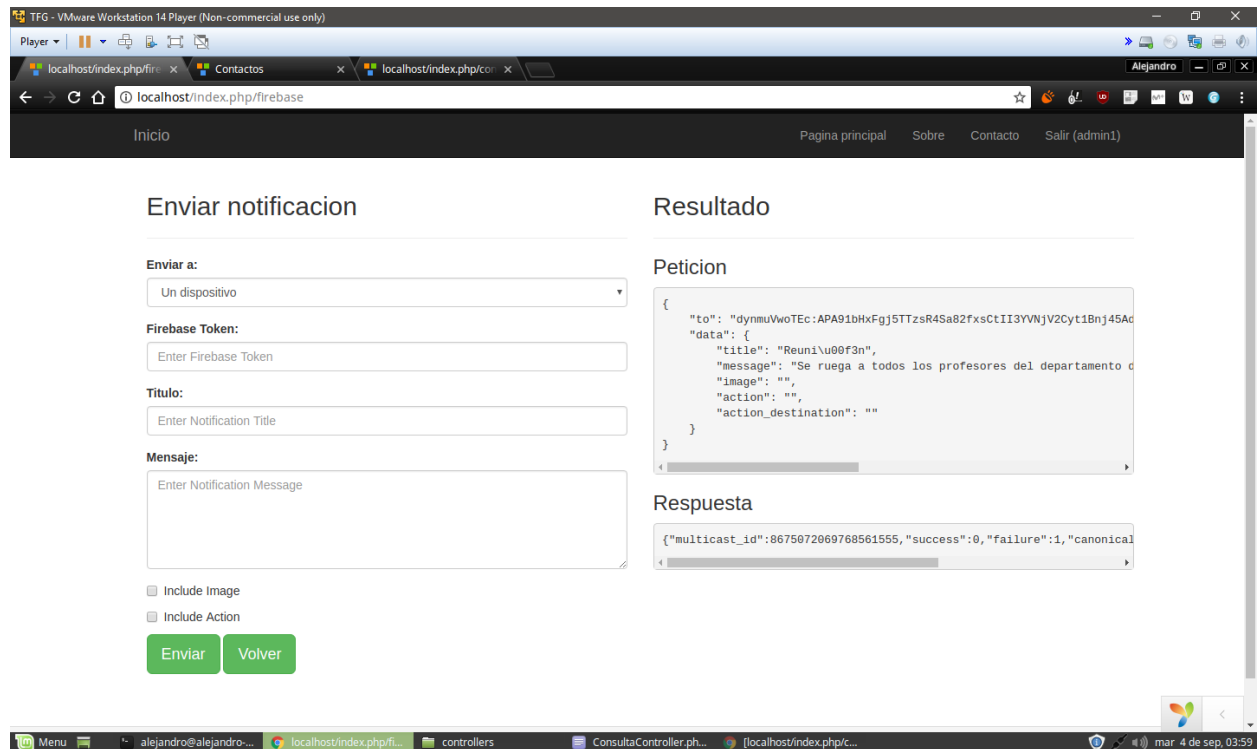 TFG - VMware Workstation 14 Player (Non-commercial use only)
Player
localhost/index.php/fire
Contactos
localhost/index.php/con
Alejandro
localhost/index.php/firebase
Inicio
Pagina principal
Sobre
Contacto
Salir (admin1)
Enviar notificacion
Enviar a:
Un dispositivo
Firebase Token:
Enter Firebase Token
Titulo:
Enter Notification Title
Mensaje:
Enter Notification Message
Include Image
Include Action
Enviar
Volver
Resultado
Peticion
{
"to": "dynmuVwoTEc:APA91bHxFgj5TTzsR4Sa82fxsCtII3YVNjV2Cyt1Bnj45Ad
"data": {
"title": "Reuni\u00f3n",
"message": "Se ruega a todos los profesores del departamento d
"image": "",
"action": "",
"action_destination": ""
}
}
Respuesta
{"multicast_id":8675072069768561555,"success":0,"failure":1,"canonical
Menu
alejandro@alejandro-...
localhost/index.php/fi...
controllers
ConsultaController.ph...
[localhost/index.php/c...
mar 4 de sep, 03:59